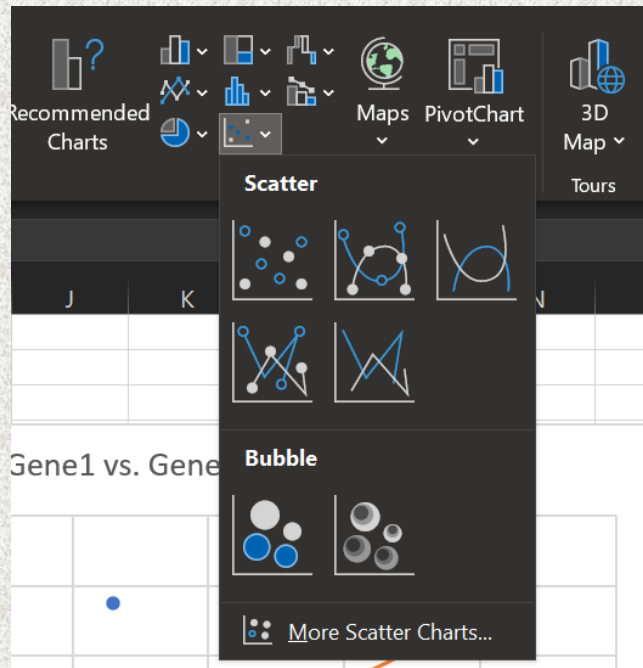 Recommended
Charts
?
Maps
PivotChart
3D
Map
Tours
Scatter
J
K
N
Gene1 vs. Gene
Bubble
More Scatter Charts...